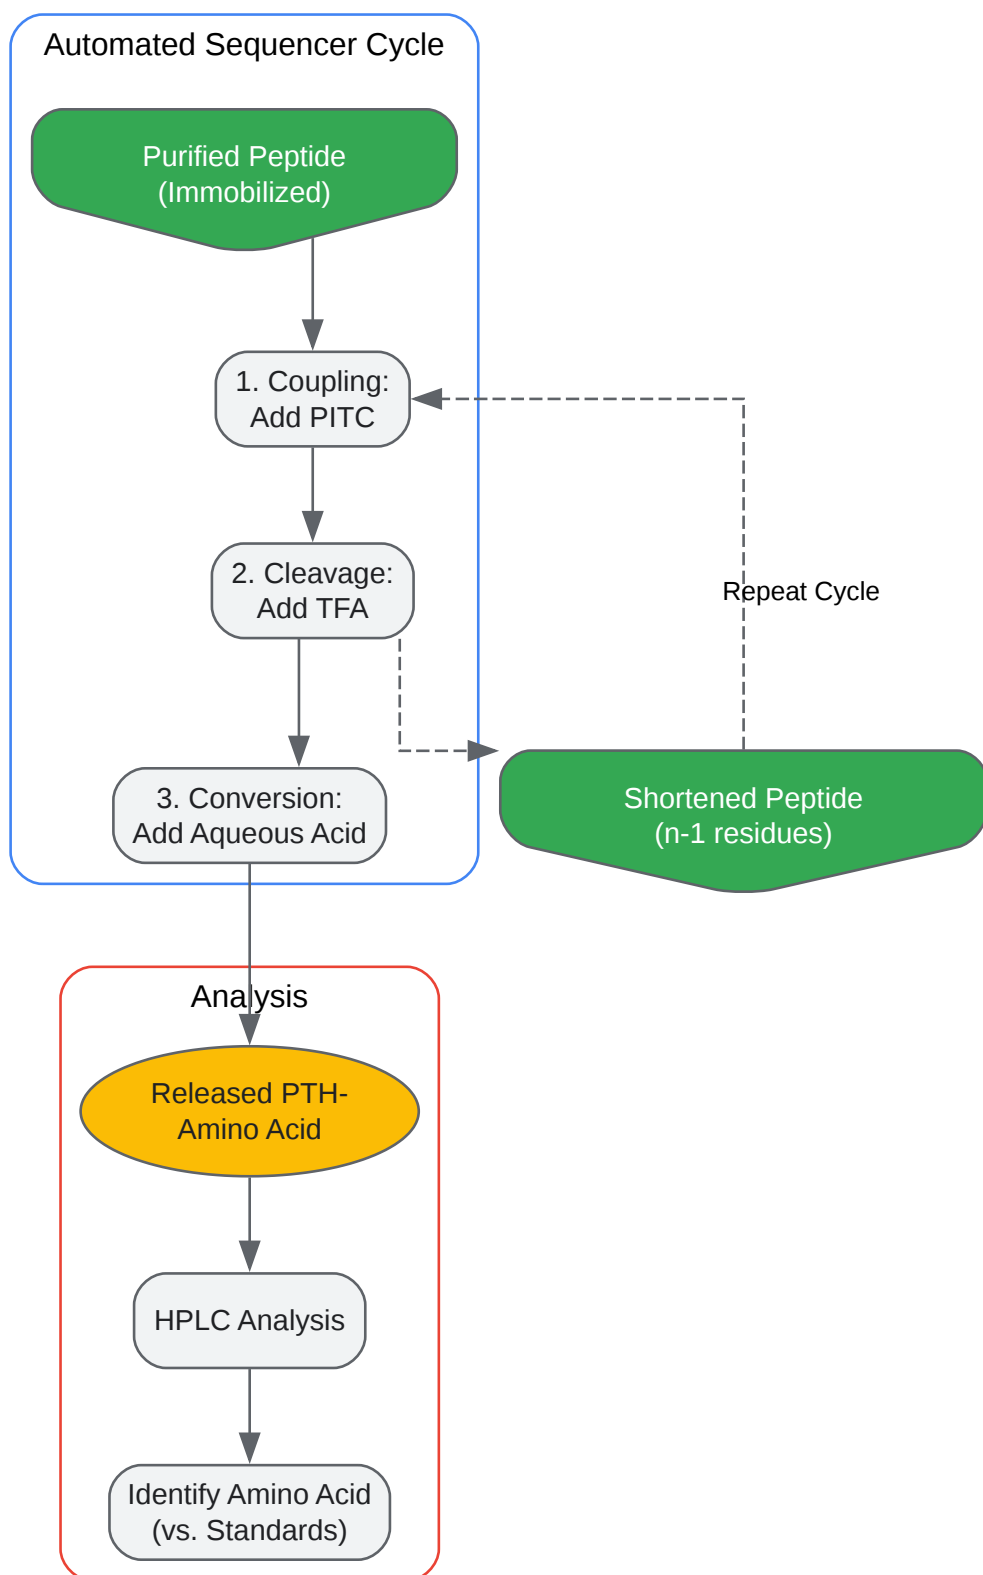 Automated Sequencer Cycle
Purified Peptide
(Immobilized)
1. Coupling:
Add PITC
2. Cleavage:
Add TFA
Repeat Cycle
3. Conversion:
Add Aqueous Acid
Shortened Peptide
(n-1 residues)
Analysis
Released PTH-
Amino Acid
HPLC Analysis
Identify Amino Acid
(vs. Standards)